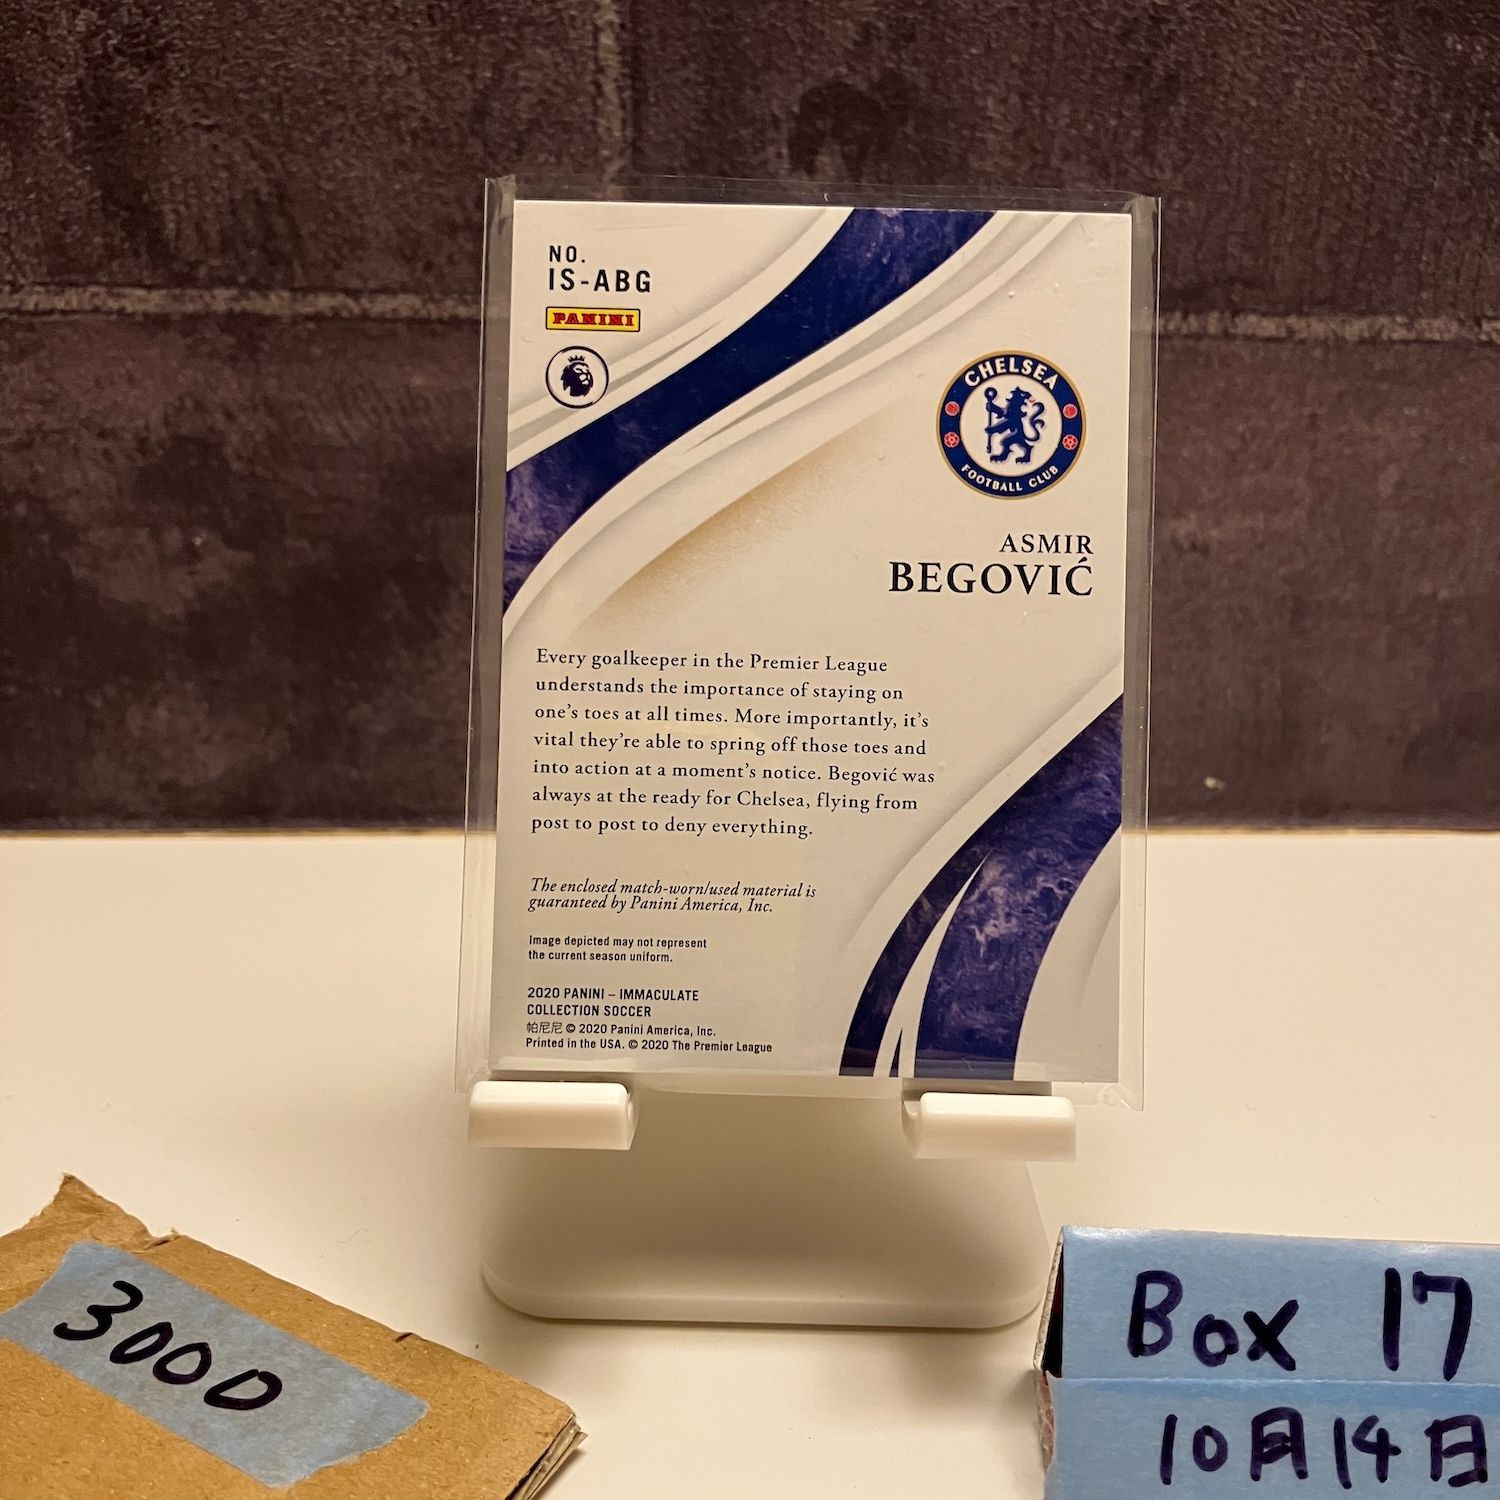 NO.
IS-ABG
PANINI
CHELSEA
FOOTBALL CLUB
ASMIR
BEGOVIĆ
Every goalkeeper in the Premier League
understands the importance of staying on
one's toes at all times. More importantly, it's
vital they're able to spring off those toes and
into action at a moment's notice. Begović was
always at the ready for Chelsea, flying from
post to post to deny everything.
The enclosed match-worn/used material is
guaranteed by Panini America, Inc.
Image depicted may not represent
the current season uniform.
2020 PANINI – IMMACULATE
COLLECTION SOCCER
帕尼尼 © 2020 Panini America, Inc.
Printed in the USA. © 2020 The Premier League
3000
Box 17
10月14日